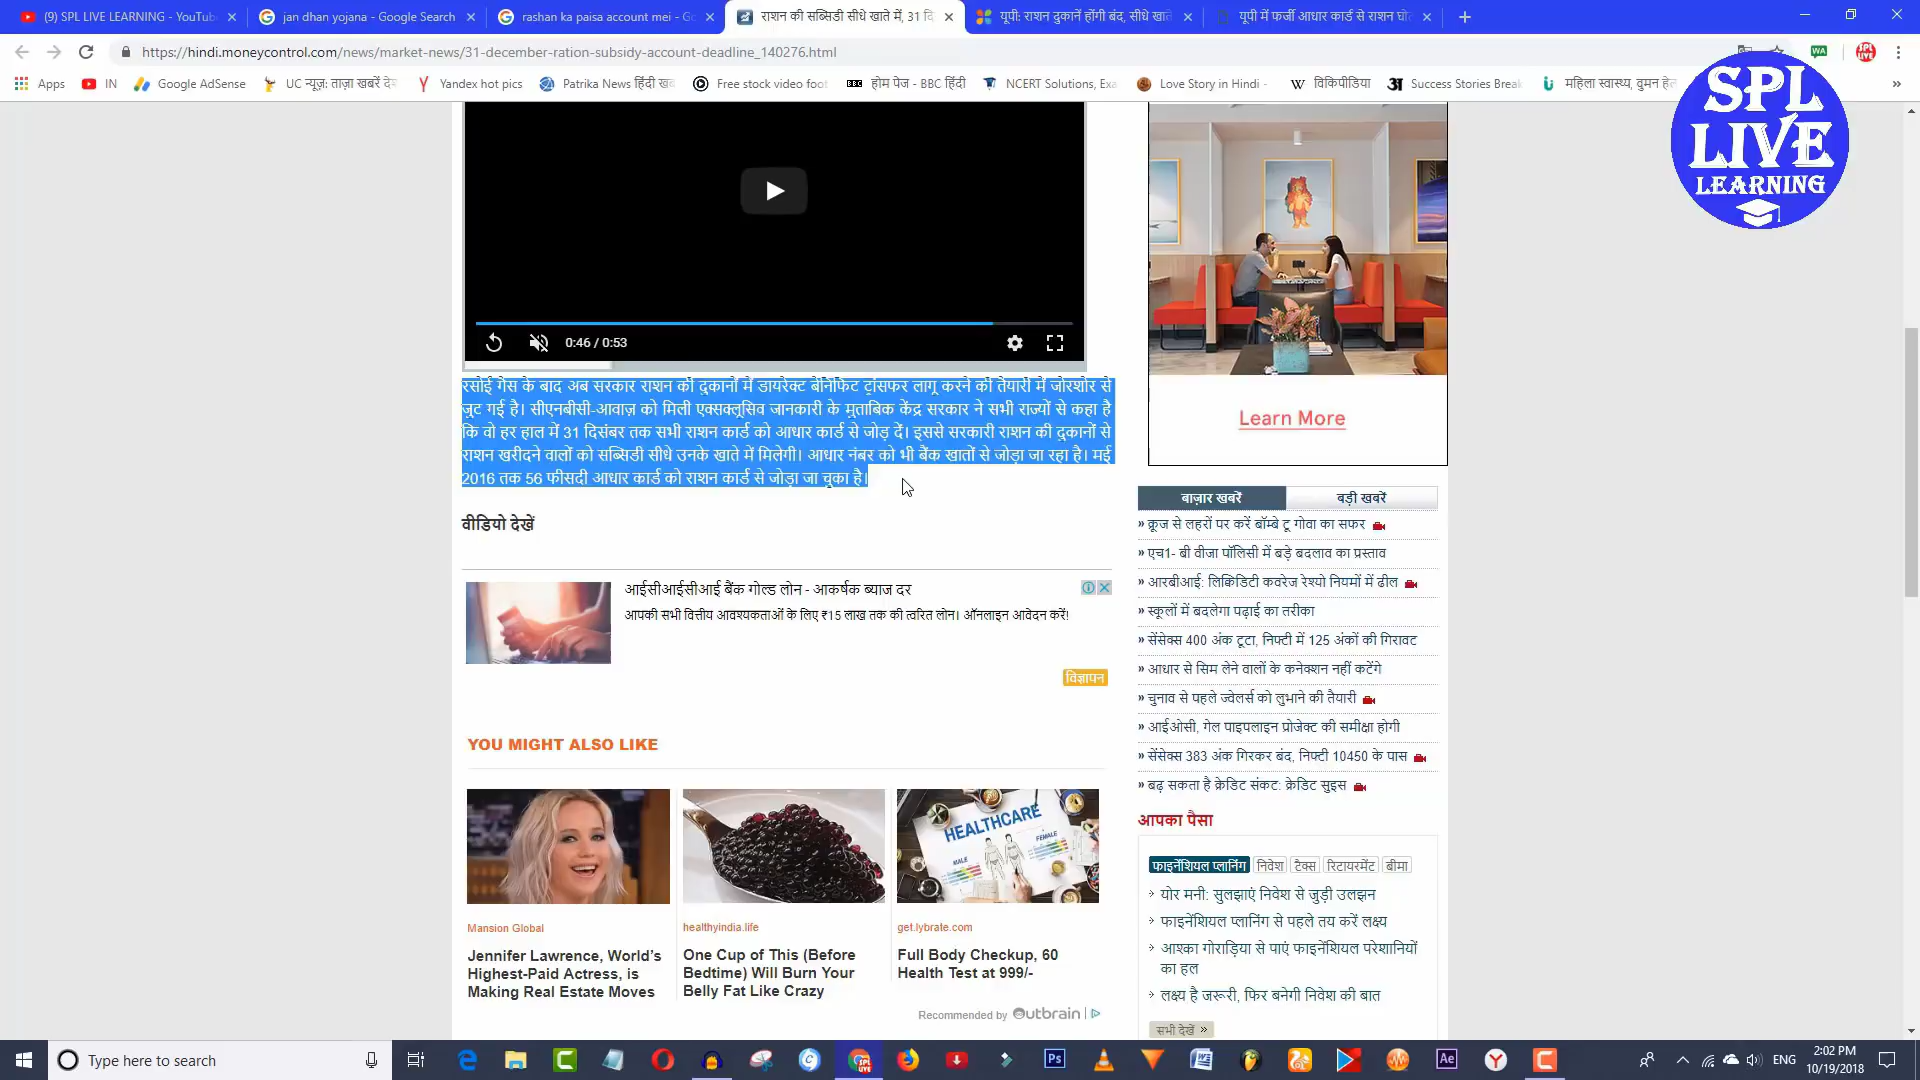 (9) SPL LIVE LEARNING - YouTub
jan dhan yojana - Google Search
rashan ka paisa account mei - Go
राशन की सब्सिडी सीधे खाते में, 31 दि
यूपी: राशन दुकानें होंगी बंद, सीधे खात
यूपी में फर्जी आधार कार्ड से राशन घोट
https://hindi.moneycontrol.com/news/market-news/31-december-ration-subsidy-account-deadline_140276.html
Apps
IN
Google AdSense
UC न्यूज़: ताज़ा खबरें देश
Yandex hot pics
Patrika News हिंदी खब
Free stock video foot
होम पेज - BBC हिंदी
NCERT Solutions, Exa
Love Story in Hindi -
विकिपीडिया
Success Stories Break
महिला स्वास्थ्य, वुमन हेल
SPL
LIVE
LEARNING
0:46 / 0:53
रसोई गैस के बाद अब सरकार राशन की दुकानों में डायरेक्ट बेनिफिट ट्रांसफर लागू करने की तैयारी में जोरशोर से
जुट गई है। सीएनबीसी-आवाज़ को मिली एक्सक्लूसिव जानकारी के मुताबिक केंद्र सरकार ने सभी राज्यों से कहा है
कि वो हर हाल में 31 दिसंबर तक सभी राशन कार्ड को आधार कार्ड से जोड़ दें। इससे सरकारी राशन की दुकानों से
राशन खरीदने वालों को सब्सिडी सीधे उनके खाते में मिलेगी। आधार नंबर को भी बैंक खातों से जोड़ा जा रहा है। मई
2016 तक 56 फीसदी आधार कार्ड को राशन कार्ड से जोड़ा जा चुका है।
वीडियो देखें
आईसीआईसीआई बैंक गोल्ड लोन - आकर्षक ब्याज दर
आपकी सभी वित्तीय आवश्यकताओं के लिए ₹15 लाख तक की त्वरित लोन। ऑनलाइन आवेदन करें!
विज्ञापन
YOU MIGHT ALSO LIKE
HEALTHCARE
MALE
FEMALE
Mansion Global
Jennifer Lawrence, World's
Highest-Paid Actress, is
Making Real Estate Moves
healthyindia.life
One Cup of This (Before
Bedtime) Will Burn Your
Belly Fat Like Crazy
get.lybrate.com
Full Body Checkup, 60
Health Test at 999/-
Recommended by Outbrain
Learn More
बाज़ार खबरें
बड़ी खबरें
» क्रूज से लहरों पर करें बॉम्बे टू गोवा का सफर
» एच1- बी वीजा पॉलिसी में बड़े बदलाव का प्रस्ताव
» आरबीआई: लिक्विडिटी कवरेज रेश्यो नियमों में ढील
» स्कूलों में बदलेगा पढ़ाई का तरीका
» सेंसेक्स 400 अंक टूटा, निफ्टी में 125 अंकों की गिरावट
» आधार से सिम लेने वालों के कनेक्शन नहीं कटेंगे
» चुनाव से पहले ज्वेलर्स को लुभाने की तैयारी
» आईओसी, गेल पाइपलाइन प्रोजेक्ट की समीक्षा होगी
» सेंसेक्स 383 अंक गिरकर बंद, निफ्टी 10450 के पास
» बढ़ सकता है क्रेडिट संकट: क्रेडिट सुइस
आपका पैसा
फाइनेंशियल प्लानिंग
निवेश
टैक्स
रिटायरमेंट
बीमा
योर मनी: सुलझाएं निवेश से जुड़ी उलझन
फाइनेंशियल प्लानिंग से पहले तय करें लक्ष्य
आश्का गोराड़िया से पाएं फाइनेंशियल परेशानियों
का हल
लक्ष्य है जरूरी, फिर बनेगी निवेश की बात
सभी देखें »
Type here to search
ENG
2:02 PM
10/19/2018